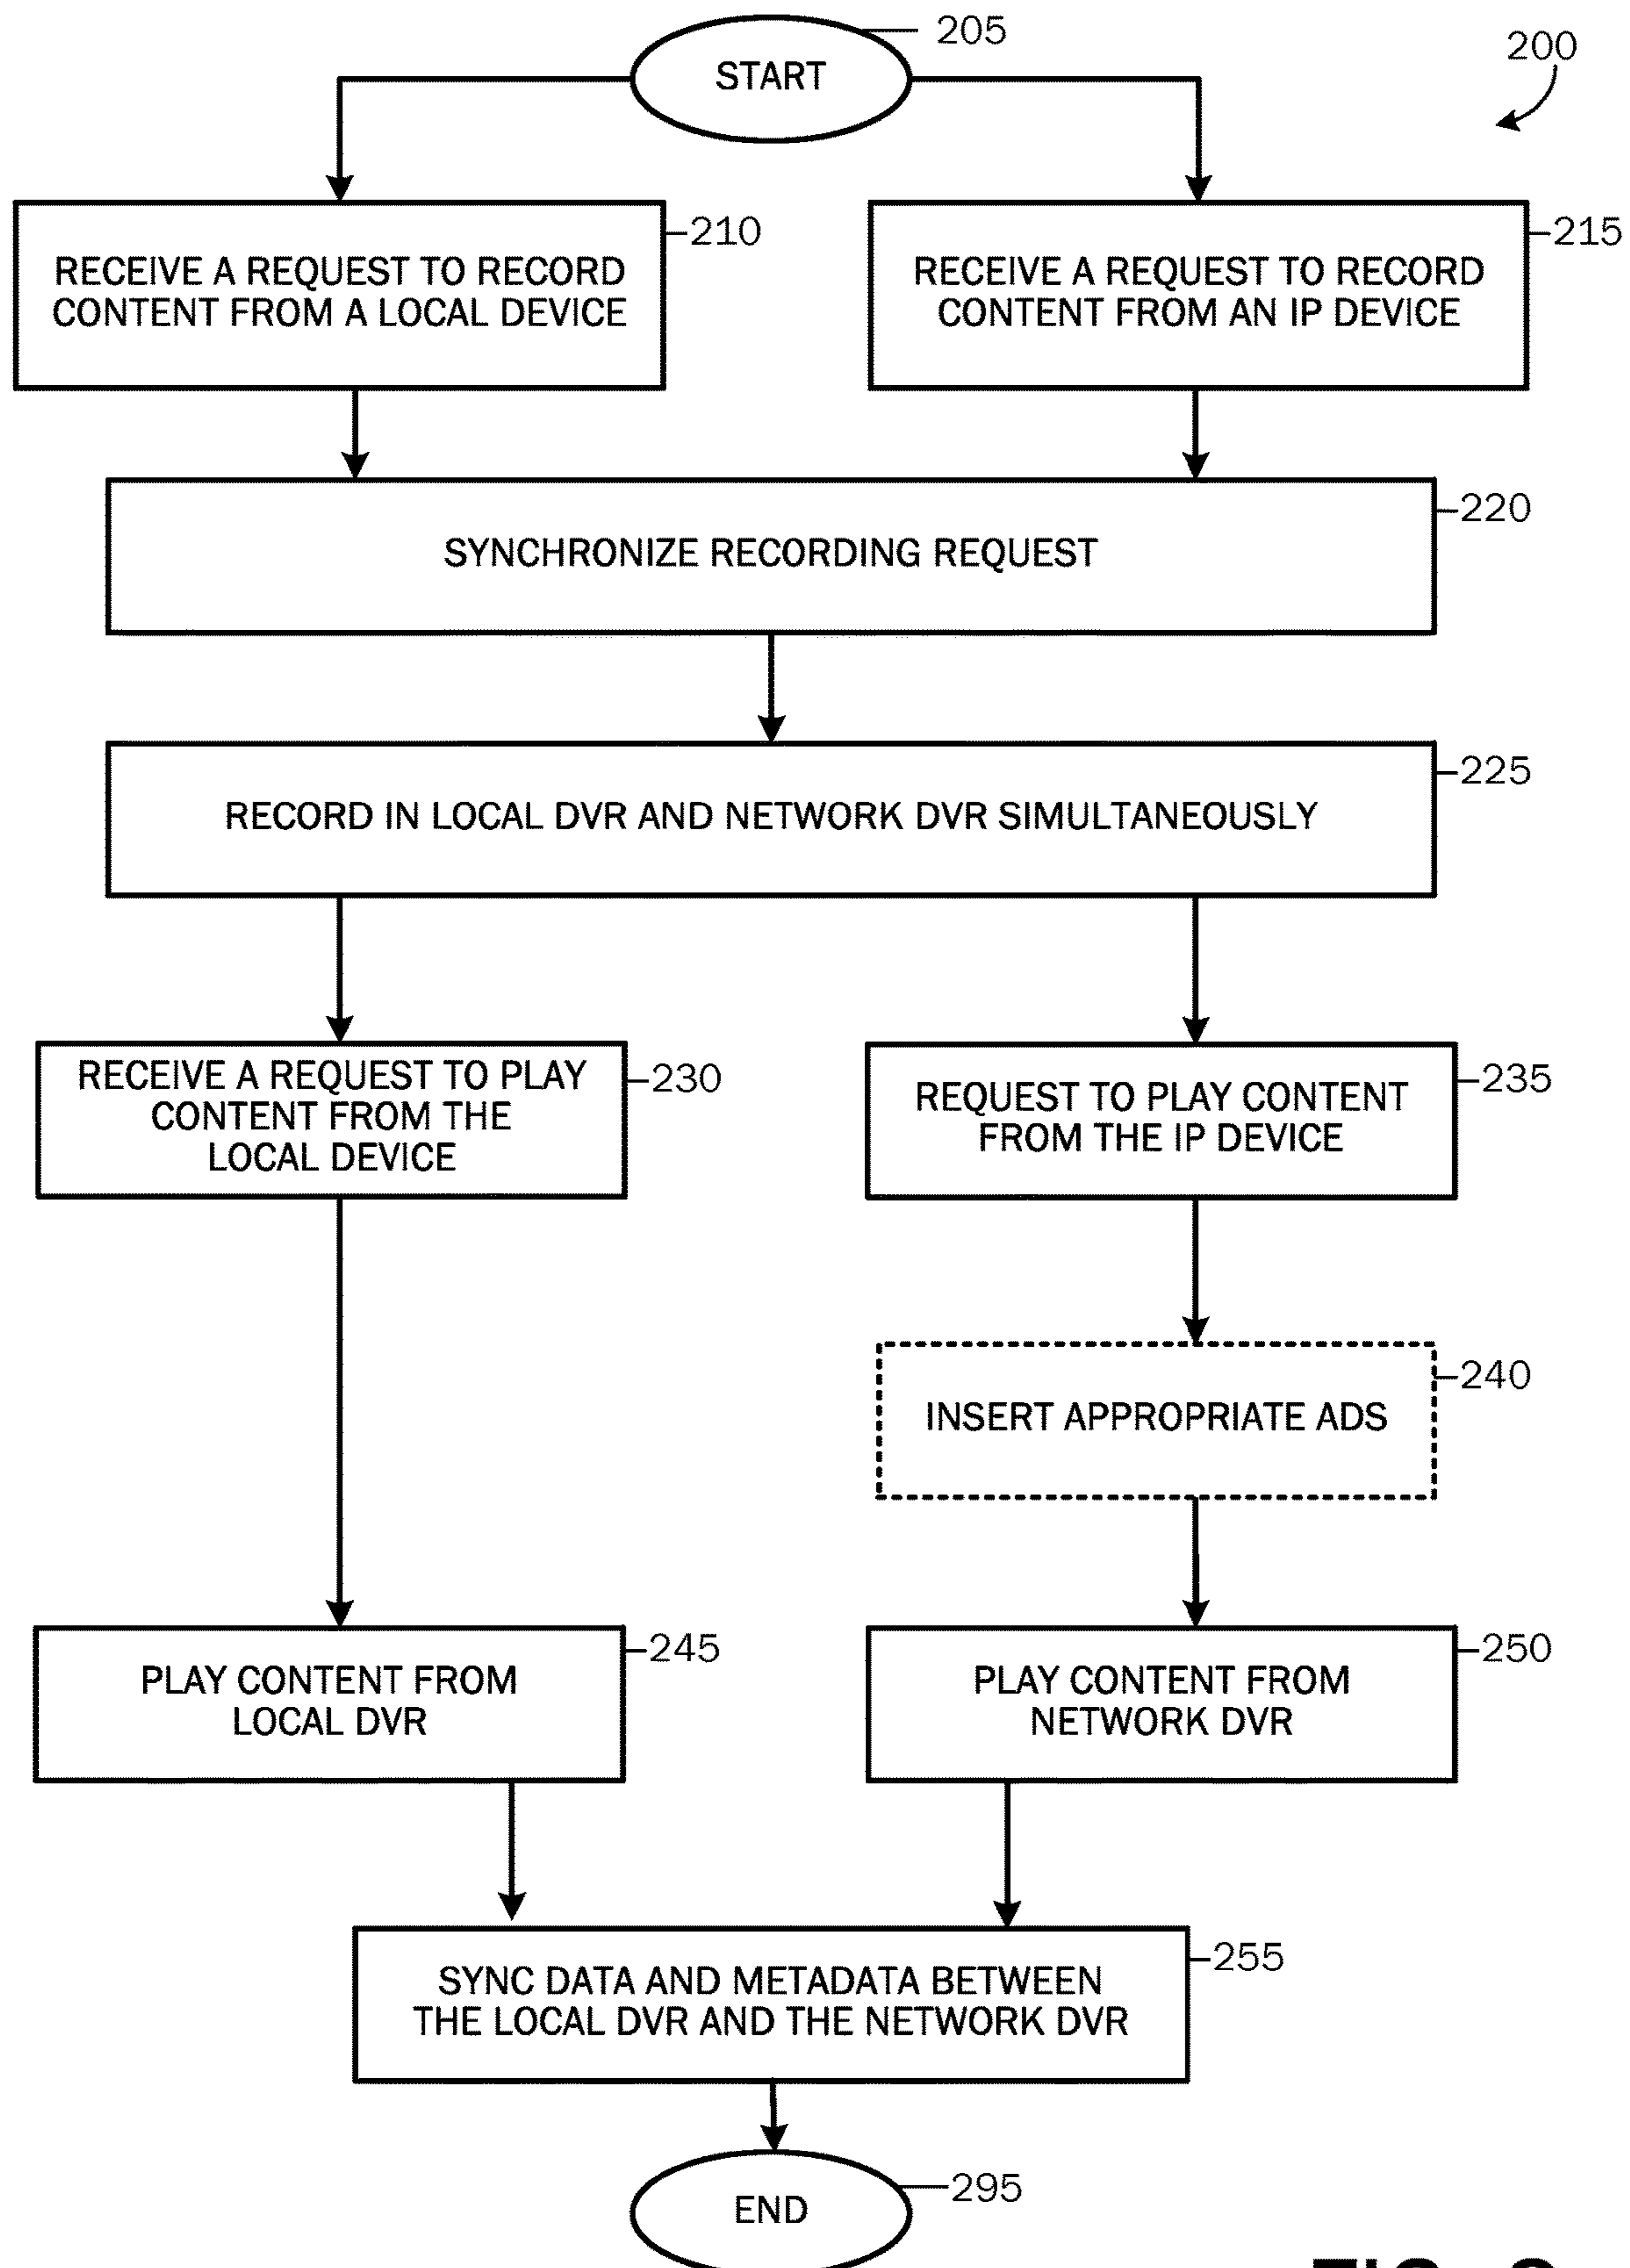 205
200
START
210
215
RECEIVE A REQUEST TO RECORD
CONTENT FROM A LOCAL DEVICE
RECEIVE A REQUEST TO RECORD
CONTENT FROM AN IP DEVICE
220
SYNCHRONIZE RECORDING REQUEST
225
RECORD IN LOCAL DVR AND NETWORK DVR SIMULTANEOUSLY
230
RECEIVE A REQUEST TO PLAY
CONTENT FROM THE
LOCAL DEVICE
235
REQUEST TO PLAY CONTENT
FROM THE IP DEVICE
240
INSERT APPROPRIATE ADS
245
PLAY CONTENT FROM
LOCAL DVR
250
PLAY CONTENT FROM
NETWORK DVR
255
SYNC DATA AND METADATA BETWEEN
THE LOCAL DVR AND THE NETWORK DVR
295
END